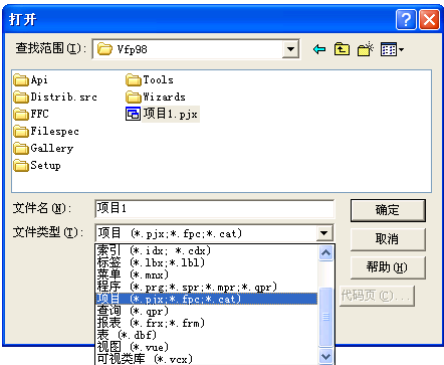 打开
查找范围(I): Vfp98
Api
Distrib.src
FFC
Filespec
Gallery
Setup
Tools
Wizards
项目1.pjx
文件名(N): 项目1 确定
文件类型(T): 项目 (*.pjx;*.fpc;*.cat) 取消
帮助(H)
代码页(C)...
索引 (*.idx; *.cdx)
标签 (*.lbx;*.lbl)
菜单 (*.mnx)
程序 (*.prg;*.spr;*.mpr;*.qpr)
项目 (*.pjx;*.fpc;*.cat)
查询 (*.qpr)
报表 (*.frx;*.frm)
表 (*.dbf)
视图 (*.vue)
可视类库 (*.vcx)